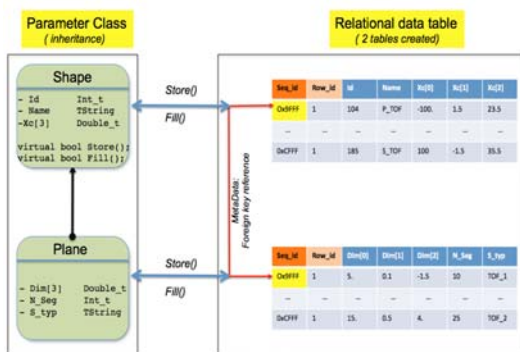 Parameter Class
( inheritance)
Relational data table
( 2 tables created)
Shape
- Id Int_t
- Name TString
-Xc[3] Double_t
virtual bool Store();
virtual bool Fill();
Store()
Fill()
Seq_id Row_id Id Name Xc[0] Xc[1] Xc[2]
0x9FFF 1 104 P_TOF -100. 1.5 23.5
... ... ... ... ...
0xCFFF 1 185 S_TOF 100 -1.5 35.5
MetaData:
Foreign key reference
Plane
- Dim[3] Double_t
- N_Seg Int_t
- S_typ TString
Store()
Fill()
Seq_id Row_id Dim[0] Dim[1] Dim[2] N_Seg S_typ
0x9FFF 1 5. 0.1 -1.5 10 TOF_1
... ... ... ... ...
0xCFFF 1 15. 0.5 4. 25 TOF_2